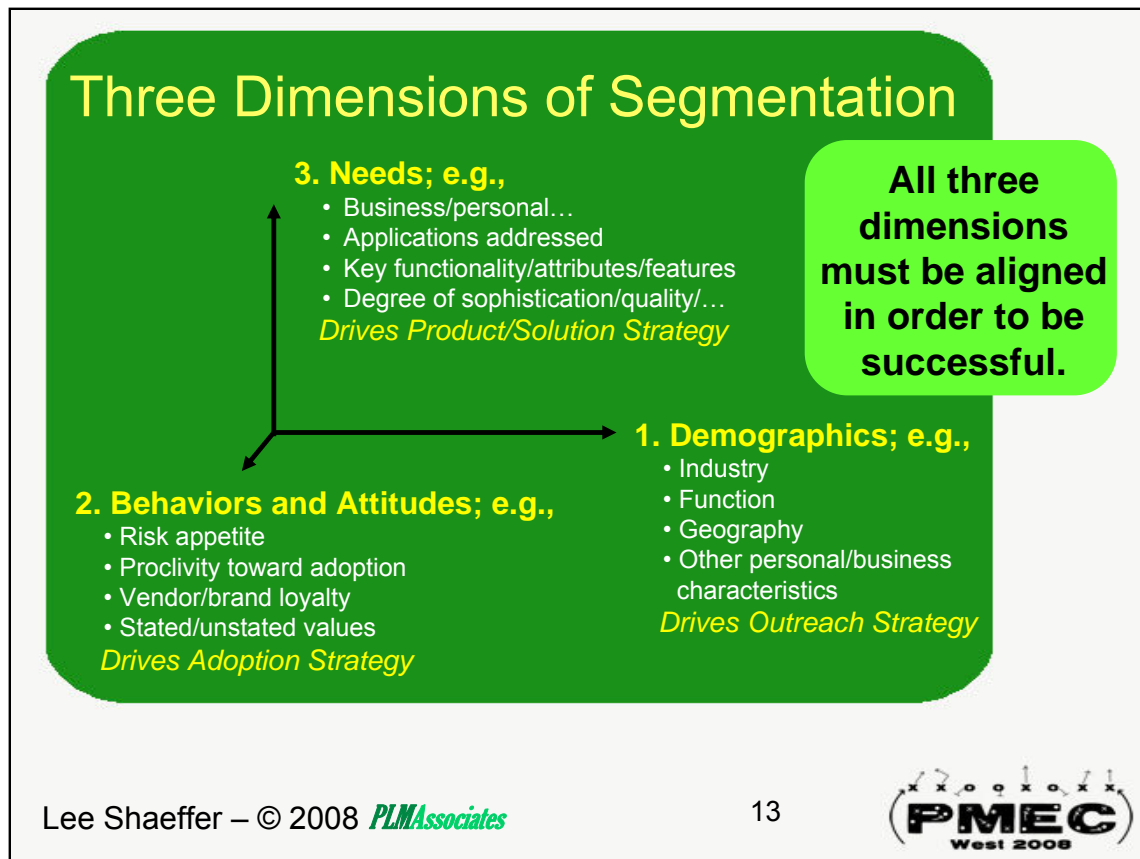 Three Dimensions of Segmentation
3. Needs; e.g.,
• Business/personal…
• Applications addressed
• Key functionality/attributes/features
• Degree of sophistication/quality/…
Drives Product/Solution Strategy
All three
dimensions
must be aligned
in order to be
successful.
1. Demographics; e.g.,
• Industry
• Function
• Geography
• Other personal/business
characteristics
Drives Outreach Strategy
2. Behaviors and Attitudes; e.g.,
• Risk appetite
• Proclivity toward adoption
• Vendor/brand loyalty
• Stated/unstated values
Drives Adoption Strategy
Lee Shaeffer – © 2008 PLMAssociates
13
x x o o x o x x
PMEC
West 2008